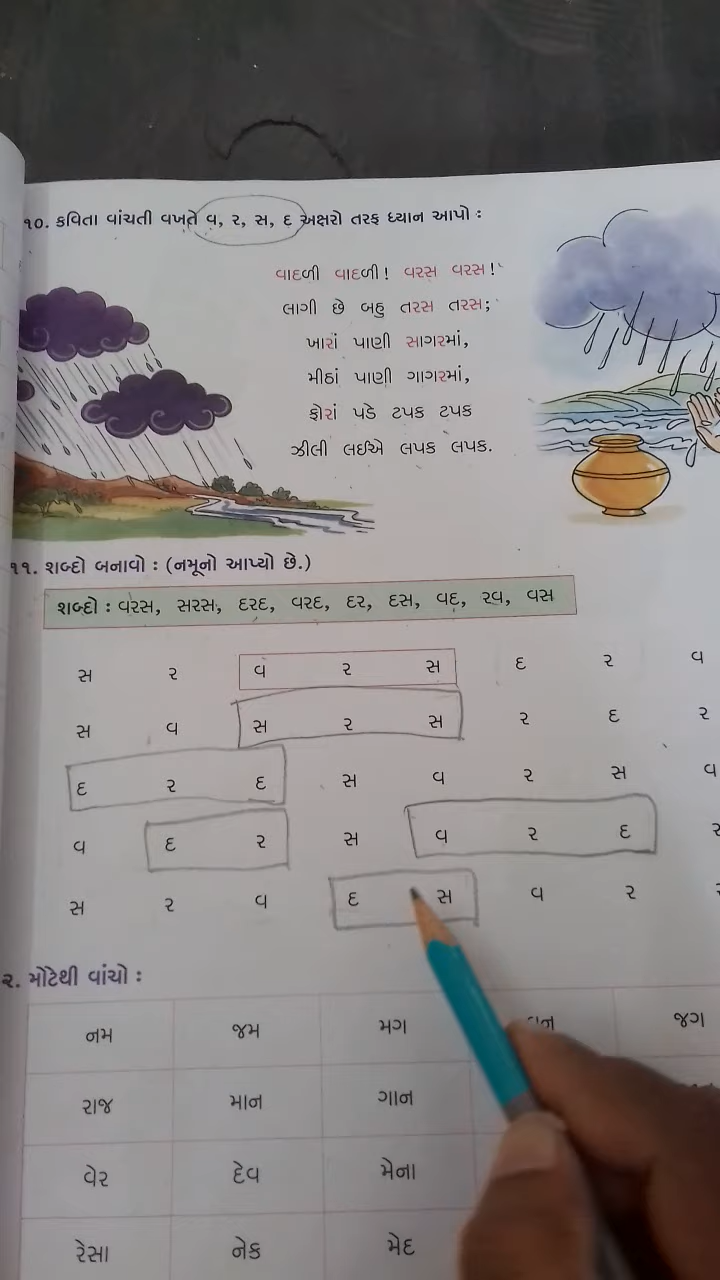 ૧૦. કવિતા વાંચતી વખતે વ, ર, સ, દ અક્ષરો તરફ ધ્યાન આપો :
વાદળી વાદળી! વરસ વરસ!
લાગી છે બહુ તરસ તરસ;
ખારાં પાણી સાગરમાં,
મીઠાં પાણી ગાગરમાં,
ફોરાં પડે ટપક ટપક
ઝીલી લઈએ લપક લપક.
૧૧. શબ્દો બનાવો : (નમૂનો આપ્યો છે.)
શબ્દો : વરસ, સરસ, દરદ, વરદ, દર, દસ, વદ, રવ, વસ
સ ર વ ર સ દ ર વ
સ વ સ ર સ ર દ ર
દ ર દ સ વ ર સ વ
વ દ ર સ વ ર દ
સ ર વ દ સ વ ર
૨. મોટેથી વાંચો :
નમ જમ મગ જગ
રાજ માન ગાન
વેર દેવ મેના
રેસા નેક મેદ